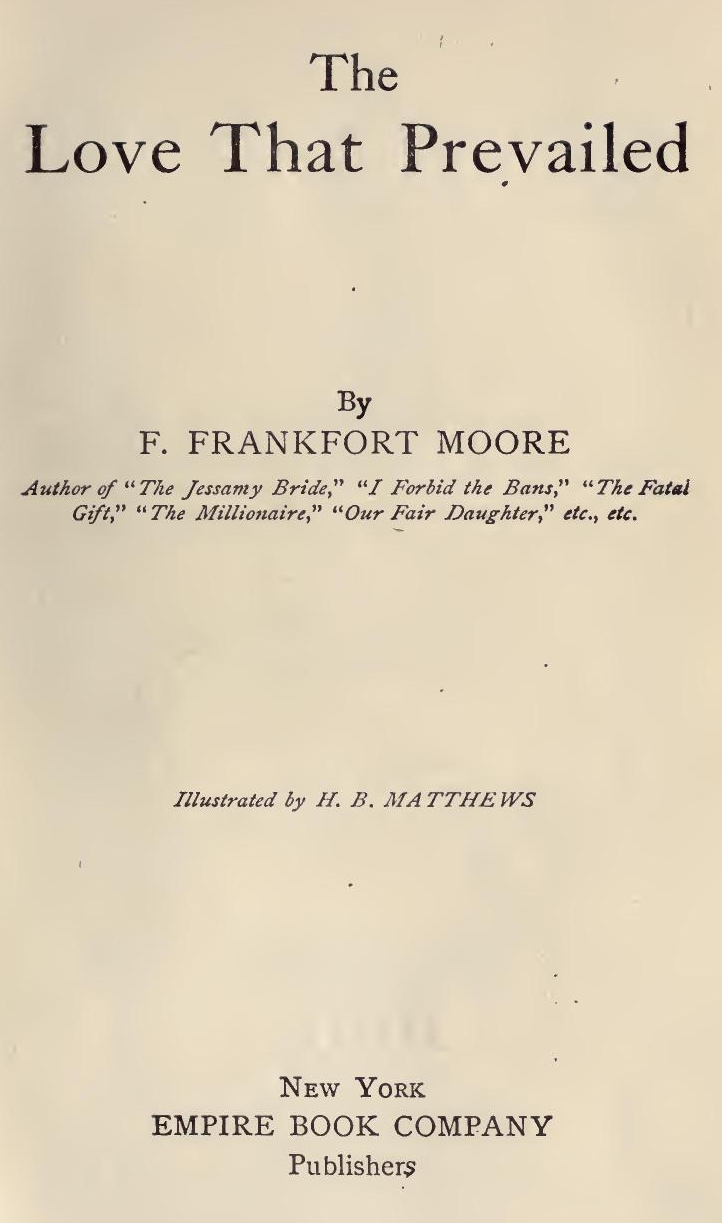 The
Love That Prevailed
By
F. FRANKFORT MOORE
Author of "The Jessamy Bride," "I Forbid the Bans," "The Fatal
Gift," "The Millionaire," "Our Fair Daughter," etc., etc.
Illustrated by H. B. MATTHEWS
NEW YORK
EMPIRE BOOK COMPANY
Publishers